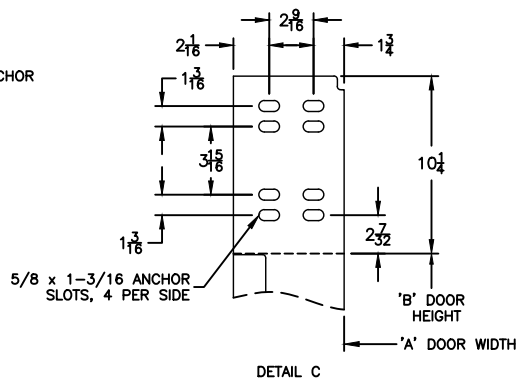 2 9/16
2 1/16
1 3/4
CHOR
1 3/16
3 15/16
10 1/4
1 3/16
2 7/32
5/8 x 1-3/16 ANCHOR
SLOTS, 4 PER SIDE
'B' DOOR
HEIGHT
'A' DOOR WIDTH
DETAIL C